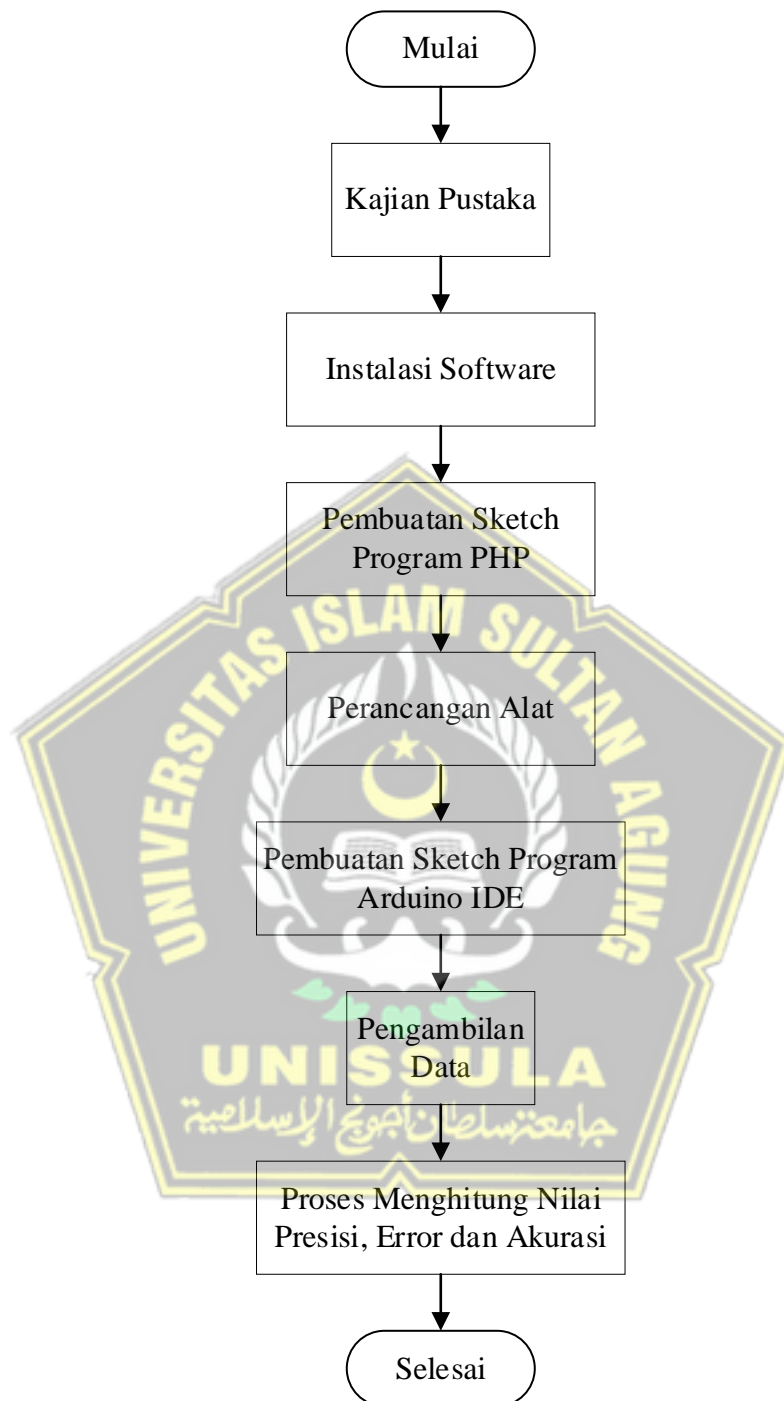 Mulai
Kajian Pustaka
Instalasi Software
Pembuatan Sketch
Program PHP
UNIVERSITAS ISLAM SULTAN AGUNG
Perancangan Alat
Pembuatan Sketch Program
Arduino IDE
Pengambilan
Data
UNISSULA
جامعة سلطان أجونج الإسلامية
Proses Menghitung Nilai
Presisi, Error dan Akurasi
Selesai